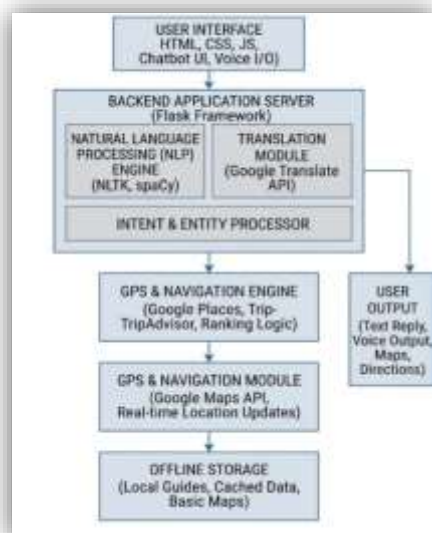 USER INTERFACE
HTML, CSS, JS,
Chatbot UI, Voice I/O)
BACKEND APPLICATION SERVER
(Flask Framework)
NATURAL LANGUAGE
PROCESSING (NLP)
ENGINE
(NLTK, spaCy)
TRANSLATION
MODULE
(Google Translate
API)
INTENT & ENTITY PROCESSOR
GPS & NAVIGATION ENGINE
(Google Places, Trip-
TripAdvisor, Ranking Logic)
USER
OUTPUT
(Text Reply,
Voice Output,
Maps,
Directions)
GPS & NAVIGATION MODULE
(Google Maps API,
Real-time Location Updates)
OFFLINE STORAGE
(Local Guides, Cached Data,
Basic Maps)